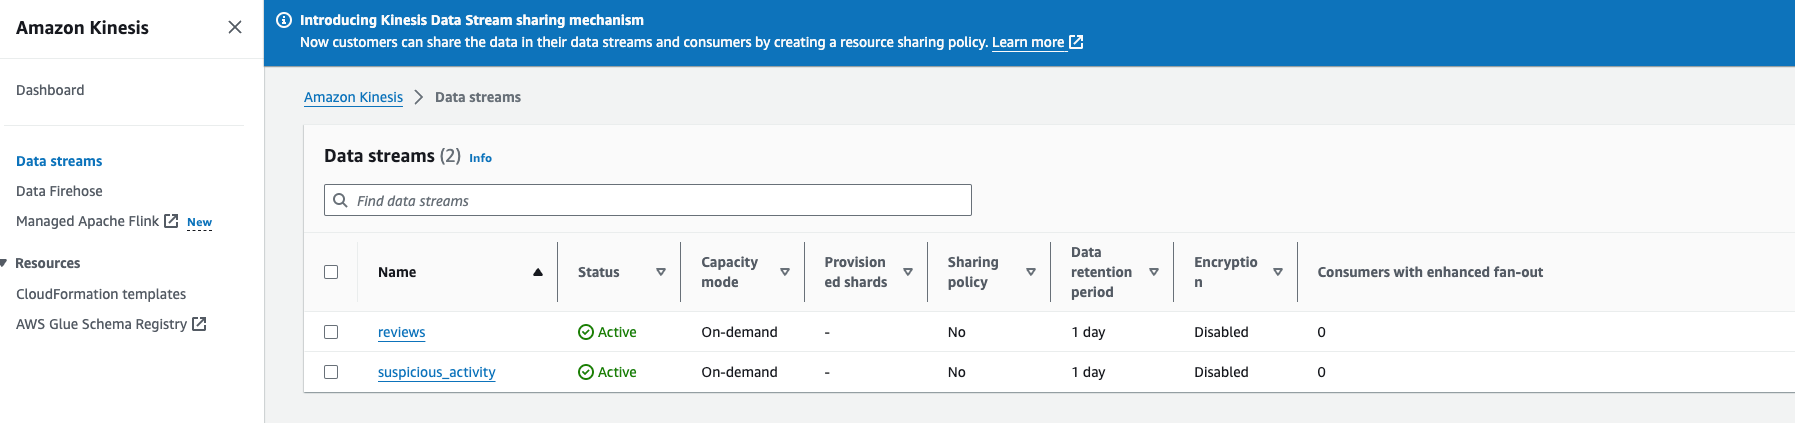 Amazon Kinesis
Dashboard
Data streams
Data Firehose
Managed Apache Flink New
Resources
CloudFormation templates
AWS Glue Schema Registry
Introducing Kinesis Data Stream sharing mechanism
Now customers can share the data in their data streams and consumers by creating a resource sharing policy. Learn more
Amazon Kinesis > Data streams
Data streams (2) Info
Find data streams
Name
Status
Capacity
mode
Provision
ed shards
Sharing
policy
Data
retention
period
Encryptio
n
Consumers with enhanced fan-out
reviews Active On-demand - No 1 day Disabled 0
suspicious_activity Active On-demand - No 1 day Disabled 0